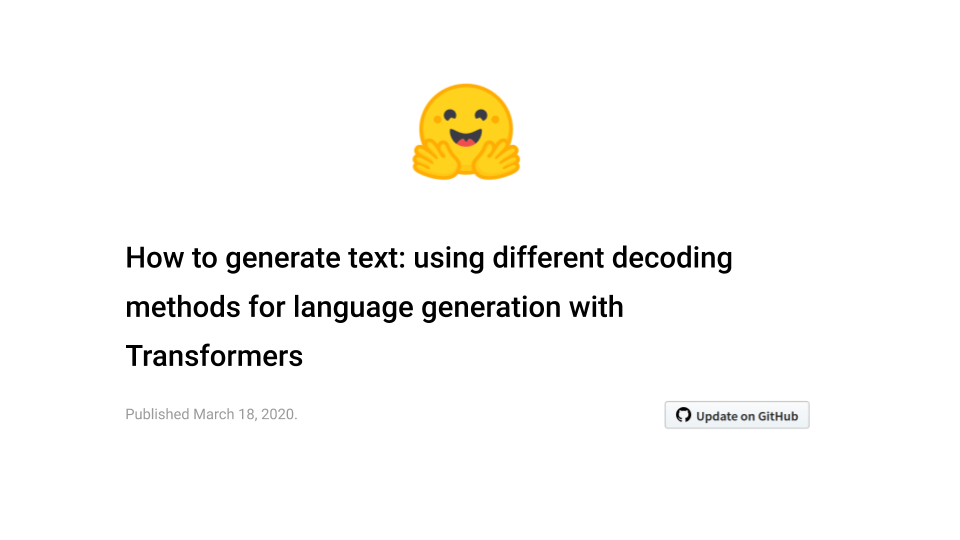 How to generate text: using different decoding
methods for language generation with
Transformers
Published March 18, 2020.
Update on GitHub